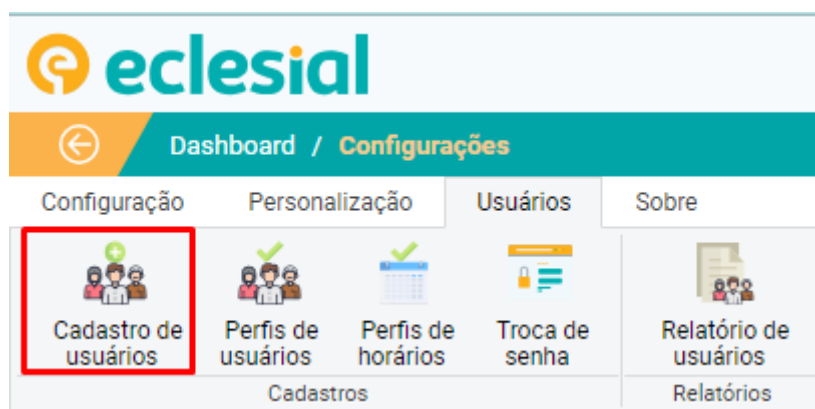 eclesial
Dashboard / Configurações
Configuração Personalização Usuários Sobre
Cadastro de Perfis de Perfis de Troca de Relatório de
usuários usuários horários senha usuários
Cadastros Relatórios